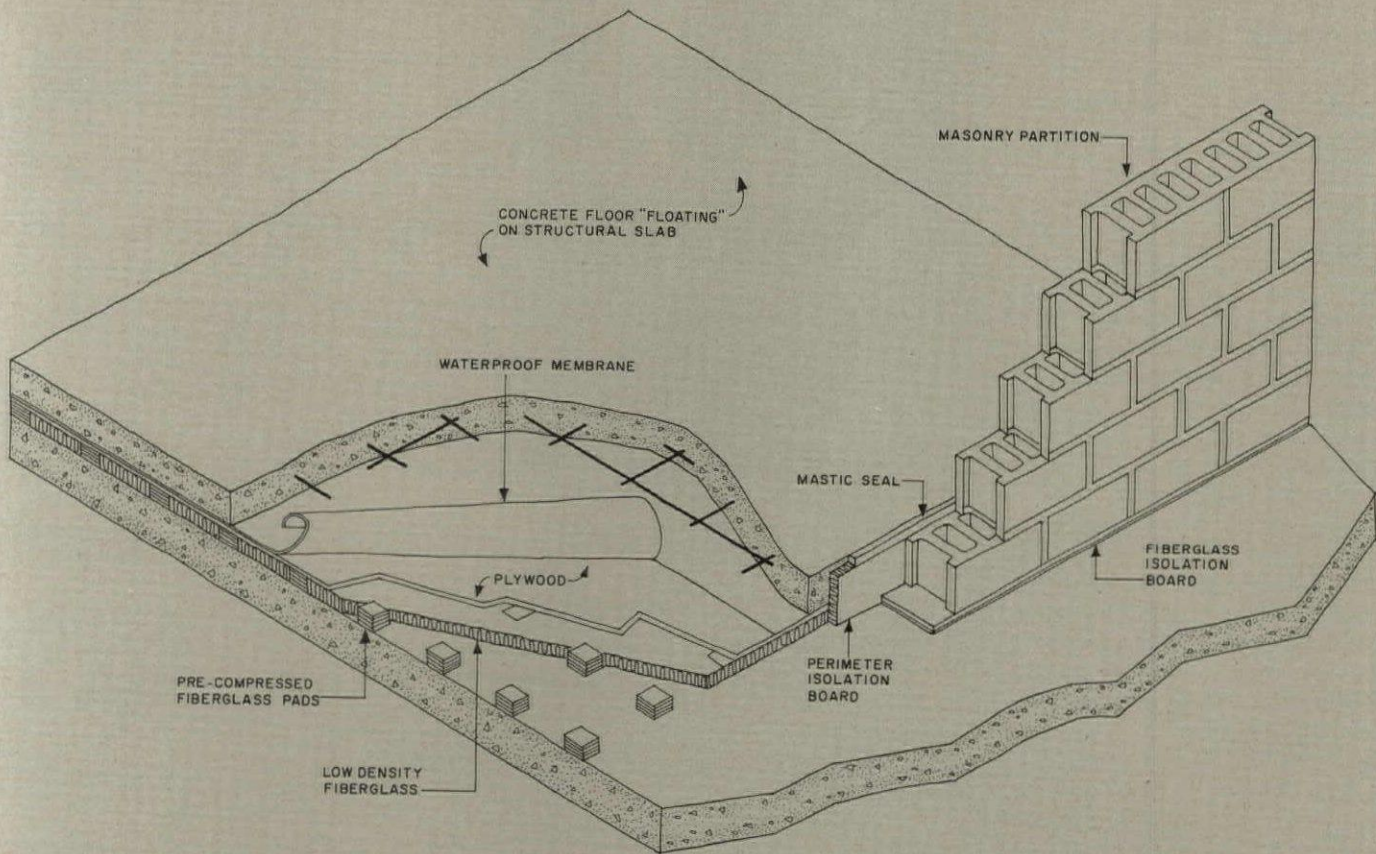 MASONRY PARTITION
CONCRETE FLOOR "FLOATING"
ON STRUCTURAL SLAB
WATERPROOF MEMBRANE
MASTIC SEAL
FIBERGLASS
ISOLATION
BOARD
PLYWOOD
PERIMETER
ISOLATION
BOARD
PRE-COMPRESSED
FIBERGLASS PADS
LOW DENSITY
FIBERGLASS